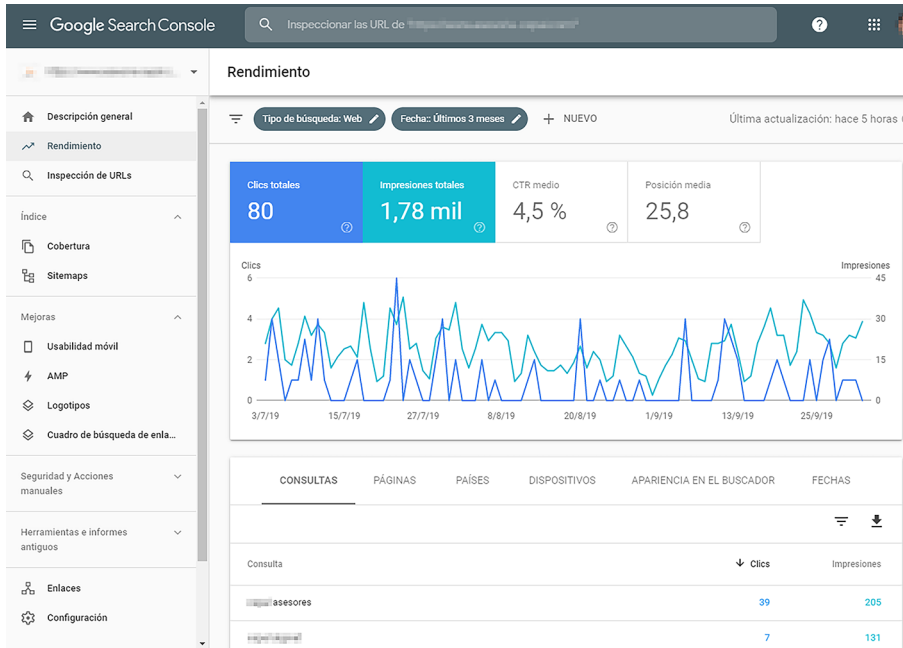 Google Search Console
Inspeccionar las URL de
Rendimiento
Descripción general
Rendimiento
Inspección de URLs
Índice
Cobertura
Sitemaps
Mejoras
Usabilidad móvil
AMP
Logotipos
Cuadro de búsqueda de enla...
Seguridad y Acciones
manuales
Herramientas e informes
antiguos
Enlaces
Configuración
Tipo de búsqueda: Web
Fecha:: Últimos 3 meses
NUEVO
Última actualización: hace 5 horas
Clics totales
80
Impresiones totales
1,78 mil
CTR medio
4,5 %
Posición media
25,8
Clics
Impresiones
6
45
4
30
2
15
0
0
3/7/19 15/7/19 27/7/19 8/8/19 20/8/19 1/9/19 13/9/19 25/9/19
CONSULTAS PÁGINAS PAÍSES DISPOSITIVOS APARIENCIA EN EL BUSCADOR FECHAS
Consulta Clics Impresiones
asesores 39 205
7 131